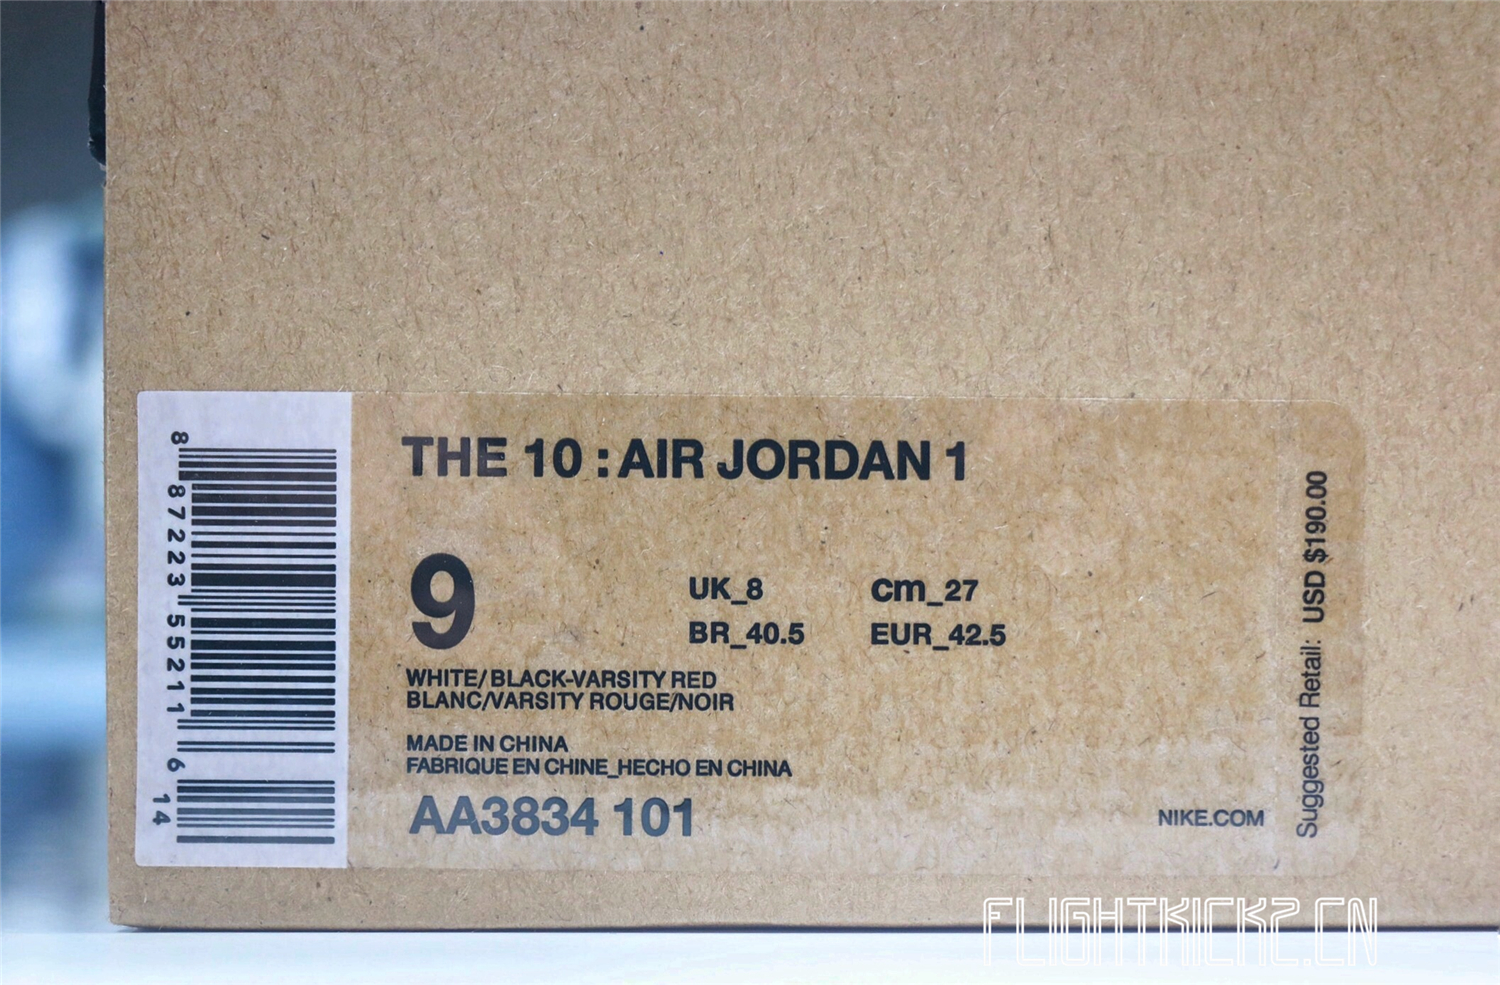 THE 10 : AIR JORDAN 1
9
UK_8 cm_27
BR_40.5 EUR_42.5
WHITE/BLACK-VARSITY RED
BLANC/VARSITY ROUGE/NOIR
MADE IN CHINA
FABRIQUE EN CHINE_HECHO EN CHINA
AA3834 101
NIKE.COM
Suggested Retail: USD $190.00
8 87223 55211 6 14
FLIGHTKICKZ.CN